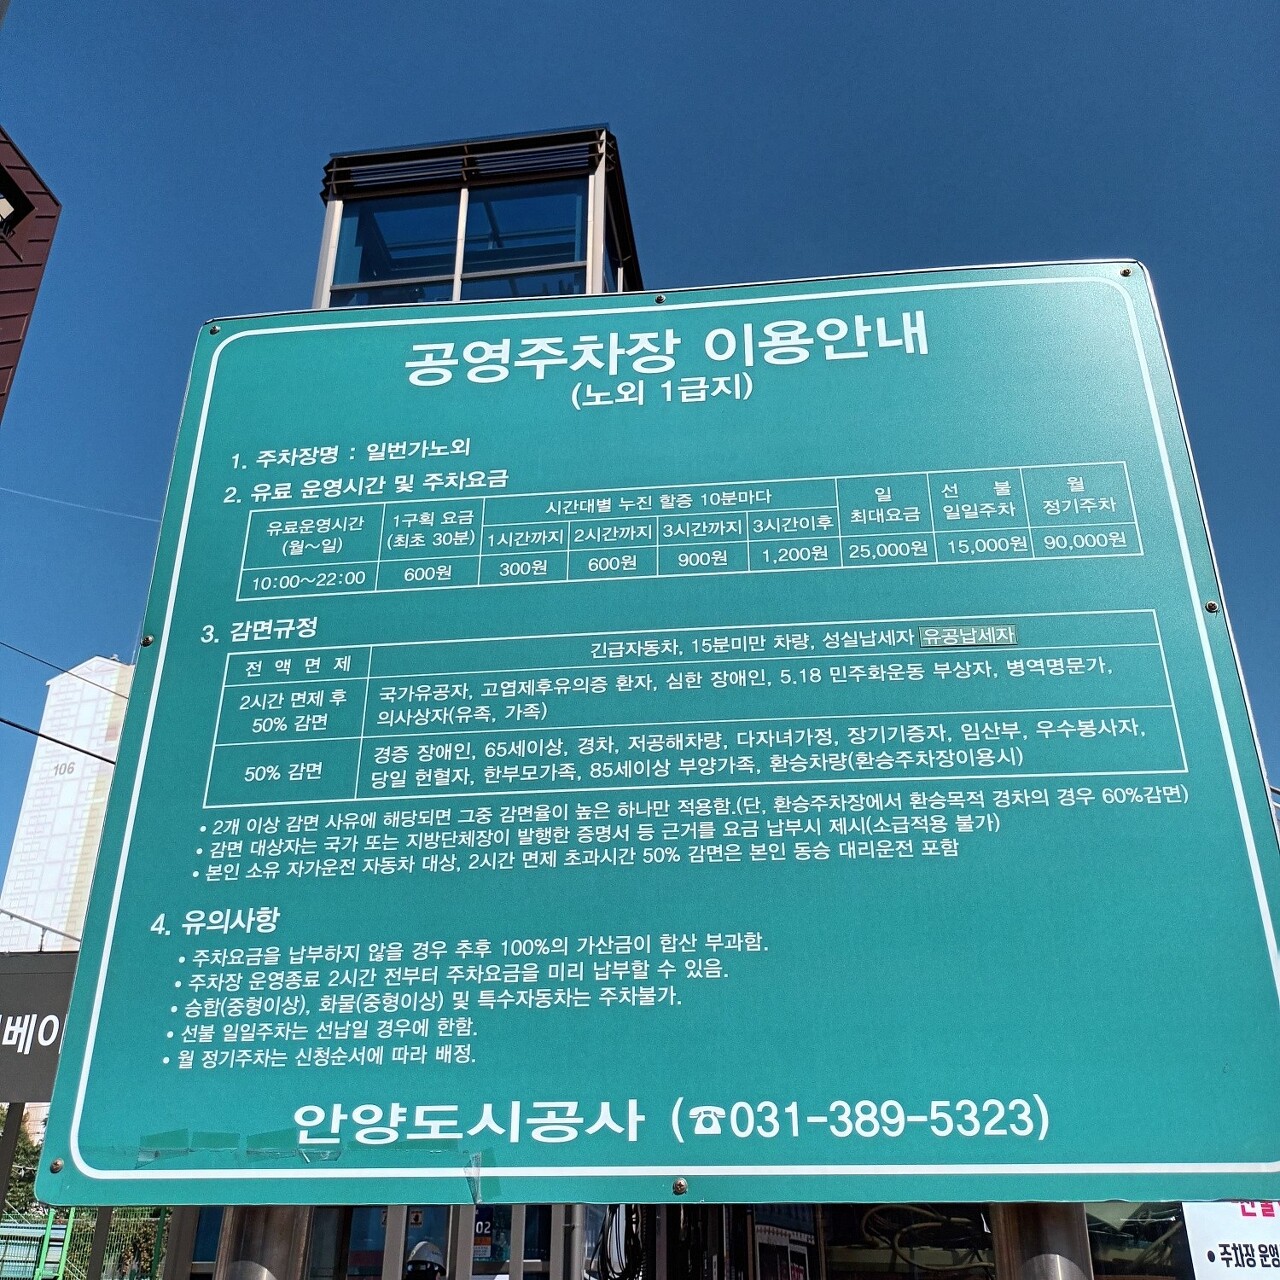 공영주차장 이용안내
(노외 1급지)
1. 주차장명 : 일번가노외
2. 유료 운영시간 및 주차요금
유료운영시간 (월~일) 1구획 요금 (최초 30분) 시간대별 누진 할증 10분마다 일 최대요금 선 불 일일주차 월 정기주차
1시간까지 2시간까지 3시간까지 3시간이후
10:00~22:00 600원 300원 600원 900원 1,200원 25,000원 15,000원 90,000원
3. 감면규정
전 액 면 제 긴급자동차, 15분미만 차량, 성실납세자 유공납세자
2시간 면제 후 50% 감면 국가유공자, 고엽제후유의증 환자, 심한 장애인, 5.18 민주화운동 부상자, 병역명문가,
의사상자(유족, 가족)
50% 감면 경증 장애인, 65세이상, 경차, 저공해차량, 다자녀가정, 장기기증자, 임산부, 우수봉사자,
당일 헌혈자, 한부모가족, 85세이상 부양가족, 환승차량(환승주차장이용시)
• 2개 이상 감면 사유에 해당되면 그중 감면율이 높은 하나만 적용함.(단, 환승주차장에서 환승목적 경차의 경우 60%감면)
• 감면 대상자는 국가 또는 지방단체장이 발행한 증명서 등 근거를 요금 납부시 제시(소급적용 불가)
• 본인 소유 자가운전 자동차 대상, 2시간 면제 초과시간 50% 감면은 본인 동승 대리운전 포함
4. 유의사항
• 주차요금을 납부하지 않을 경우 추후 100%의 가산금이 합산 부과함.
• 주차장 운영종료 2시간 전부터 주차요금을 미리 납부할 수 있음.
• 승합(중형이상), 화물(중형이상) 및 특수자동차는 주차불가.
• 선불 일일주차는 선납일 경우에 한함.
• 월 정기주차는 신청순서에 따라 배정.
안양도시공사 (☎031-389-5323)
106
베이
02
• 주차장 운영